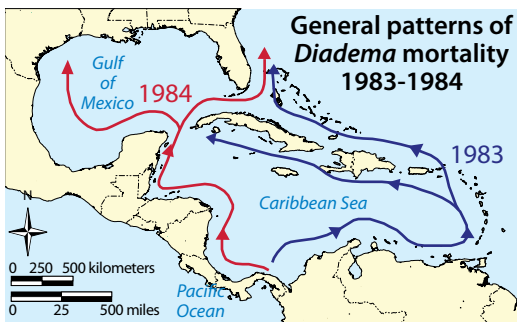 General patterns of
Diadema mortality
1983-1984
Gulf
of
Mexico
1984
1983
Caribbean Sea
N
0 250 500 kilometers
0 25 500 miles
Pacific
Ocean